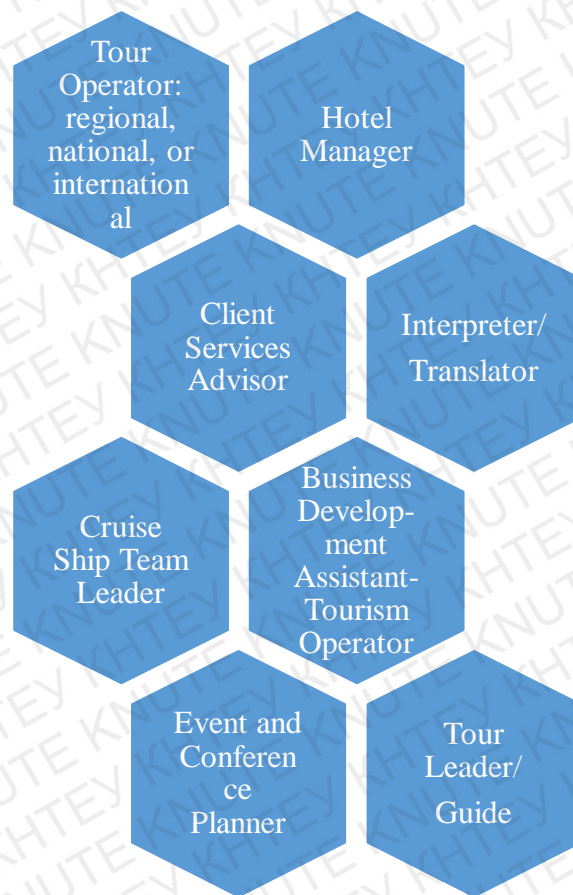 Tour
Operator:
regional,
national, or
internation
al
Hotel
Manager
Client
Services
Advisor
Interpreter/
Translator
Cruise
Ship Team
Leader
Business
Develop-
ment
Assistant-
Tourism
Operator
Event and
Conferen
ce
Planner
Tour
Leader/
Guide